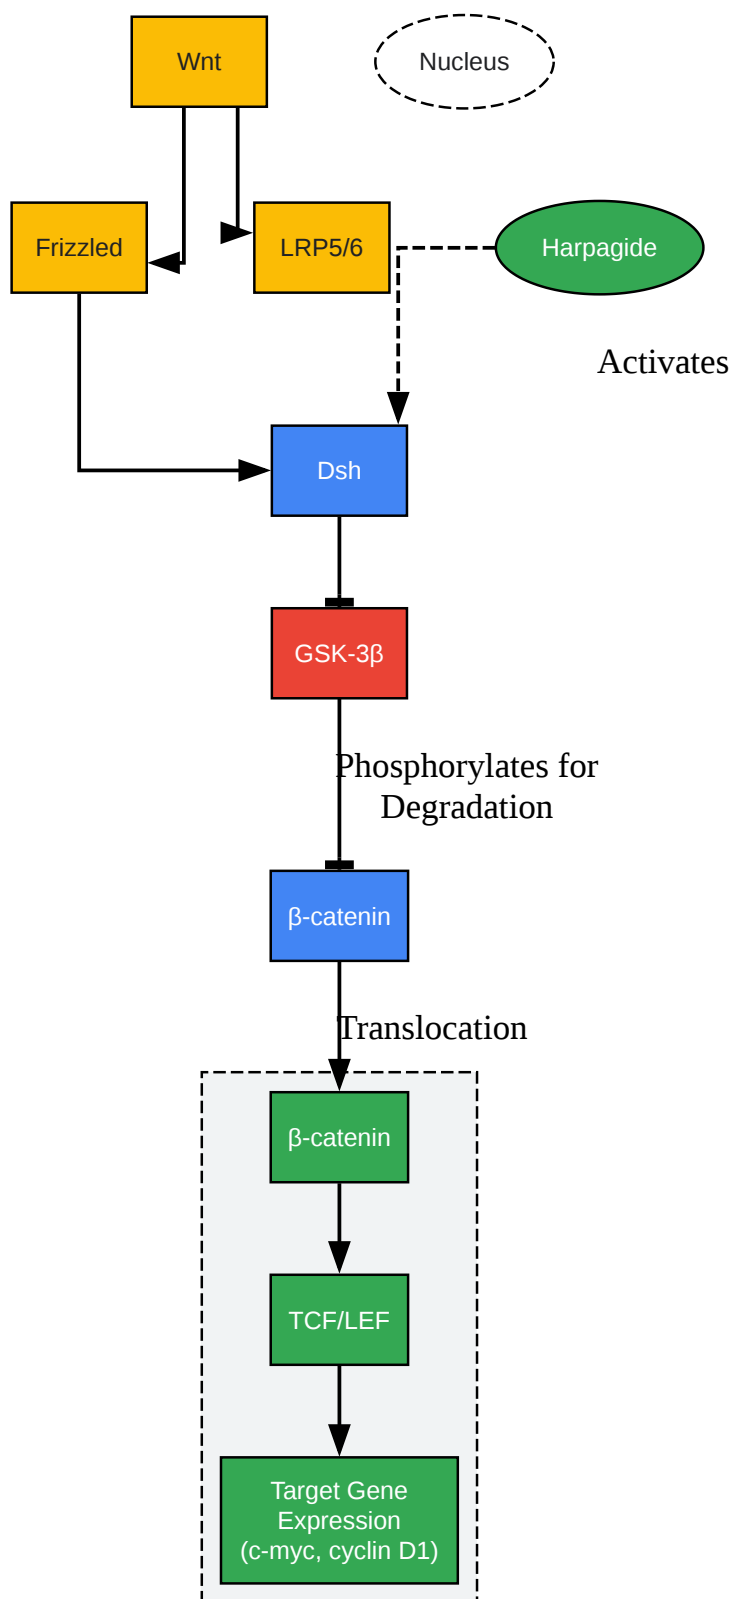 Wnt
Nucleus
Frizzled
LRP5/6
Harpagide
Activates
Dsh
GSK-3β
Phosphorylates for
Degradation
β-catenin
Translocation
β-catenin
TCF/LEF
Target Gene
Expression
(c-myc, cyclin D1)